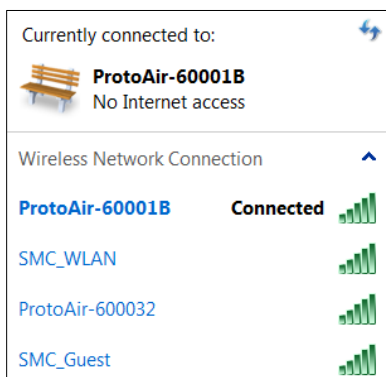 Currently connected to:
ProtoAir-60001B
No Internet access
Wireless Network Connection
ProtoAir-60001B Connected
SMC_WLAN
ProtoAir-600032
SMC_Guest